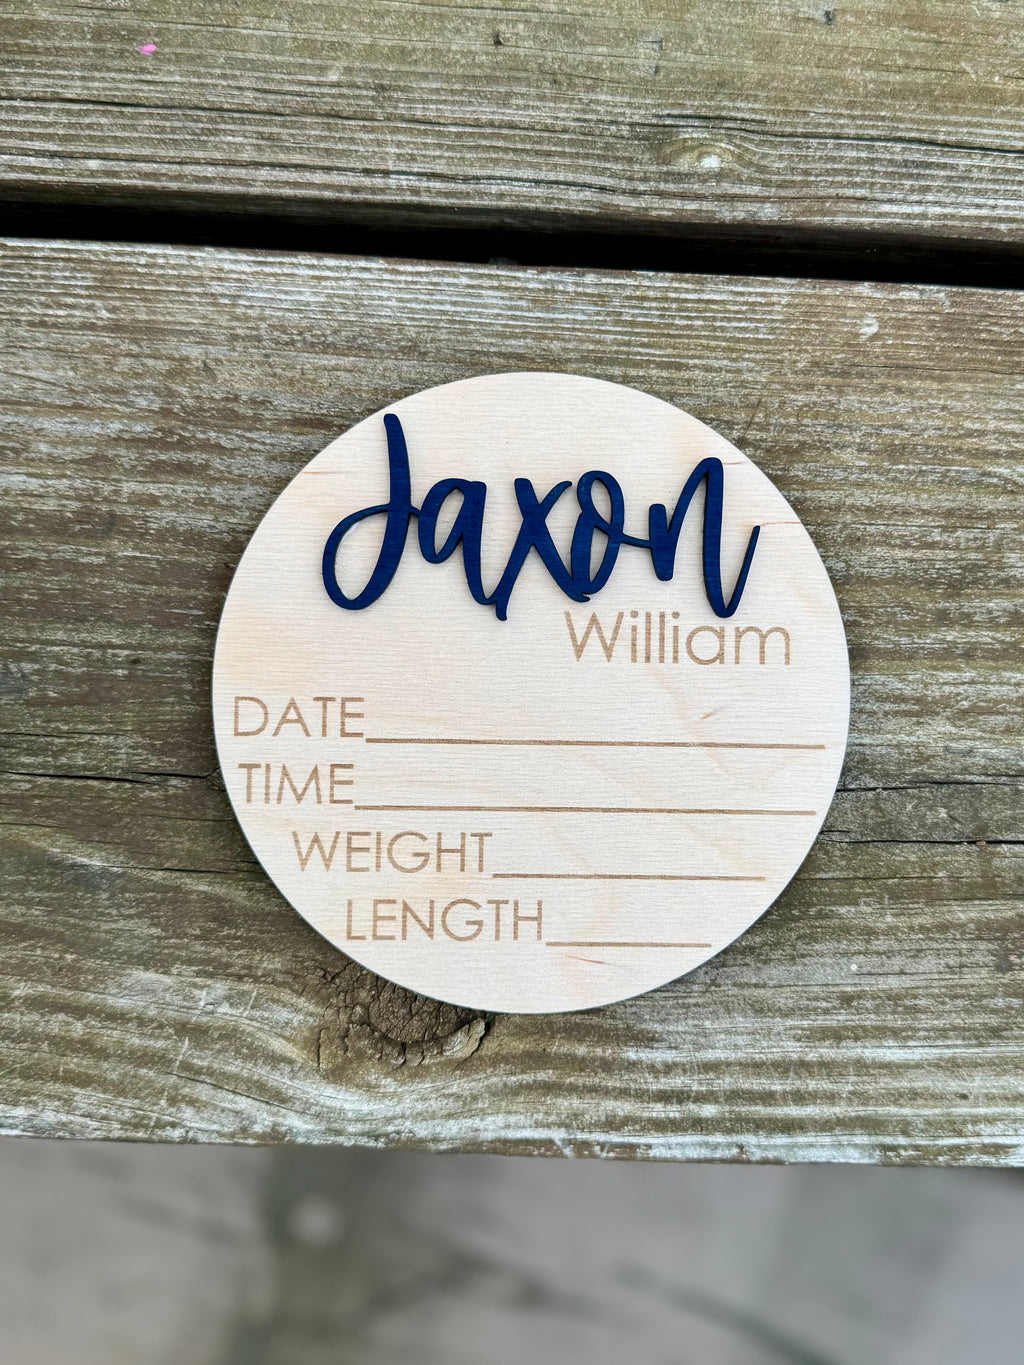 Jaxon
William
DATE
TIME
WEIGHT
LENGTH